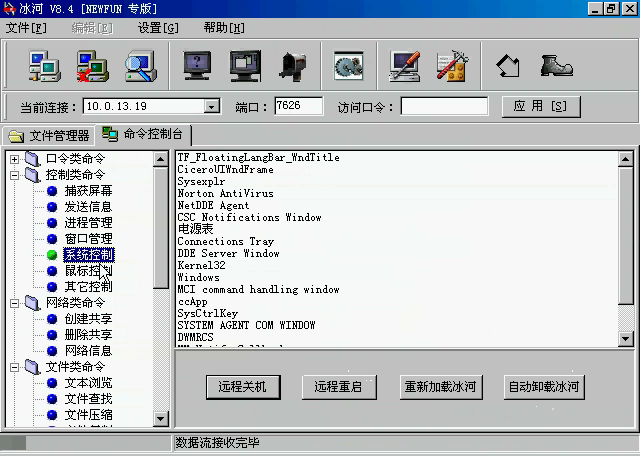 冰河 V8.4 [NEWFUN 专版]
文件[F] 编辑[E] 设置[G] 帮助[H]
当前连接: 10.0.13.19 端口: 7626 访问口令: 应 用 [S]
文件管理器 命令控制台
口令类命令
控制类命令
捕获屏幕
发送信息
进程管理
窗口管理
系统控制
鼠标控制
其它控制
网络类命令
创建共享
删除共享
网络信息
文件类命令
文本浏览
文件查找
文件压缩
TF_FloatingLangBar_WndTitle
CiceroUIWndFrame
Sysexplr
Norton AntiVirus
NetDDE Agent
CSC Notifications Window
电源表
Connections Tray
DDE Server Window
Kernel32
Windows
MCI command handling window
ccApp
SysCtrlKey
SYSTEM AGENT COM WINDOW
DWMRCS
远程关机 远程重启 重新加载冰河 自动卸载冰河
数据流接收完毕